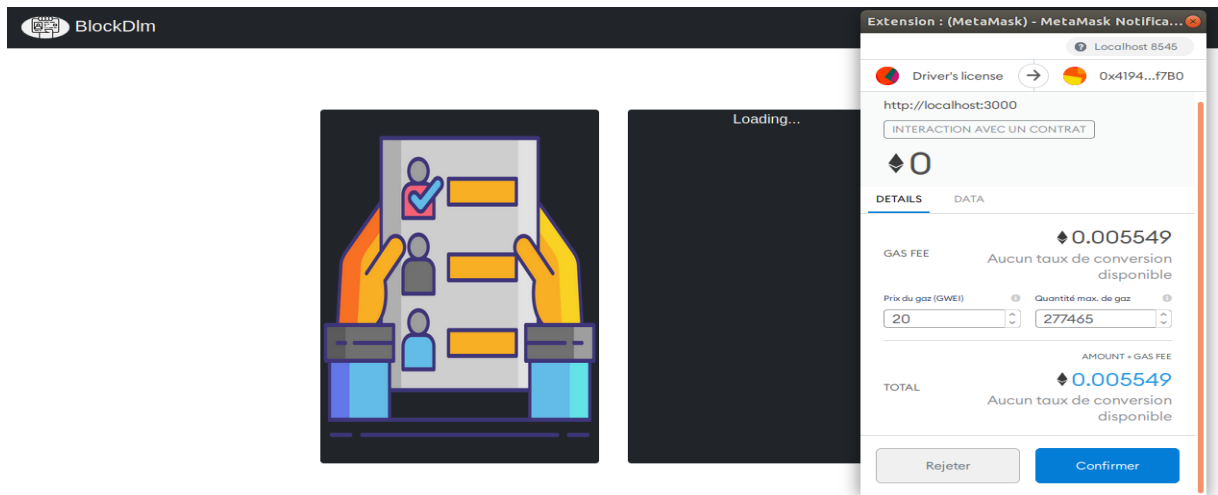 BlockDlm
Loading...
Extension : (MetaMask) - MetaMask Notifica...
Localhost 8545
Driver's license
0x4194...f7B0
http://localhost:3000
INTERACTION AVEC UN CONTRAT
0
DETAILS
DATA
GAS FEE
0.005549
Aucun taux de conversion
disponible
Prix du gaz (GWEI)
Quantité max. de gaz
20
277465
AMOUNT + GAS FEE
TOTAL
0.005549
Aucun taux de conversion
disponible
Rejeter
Confirmer